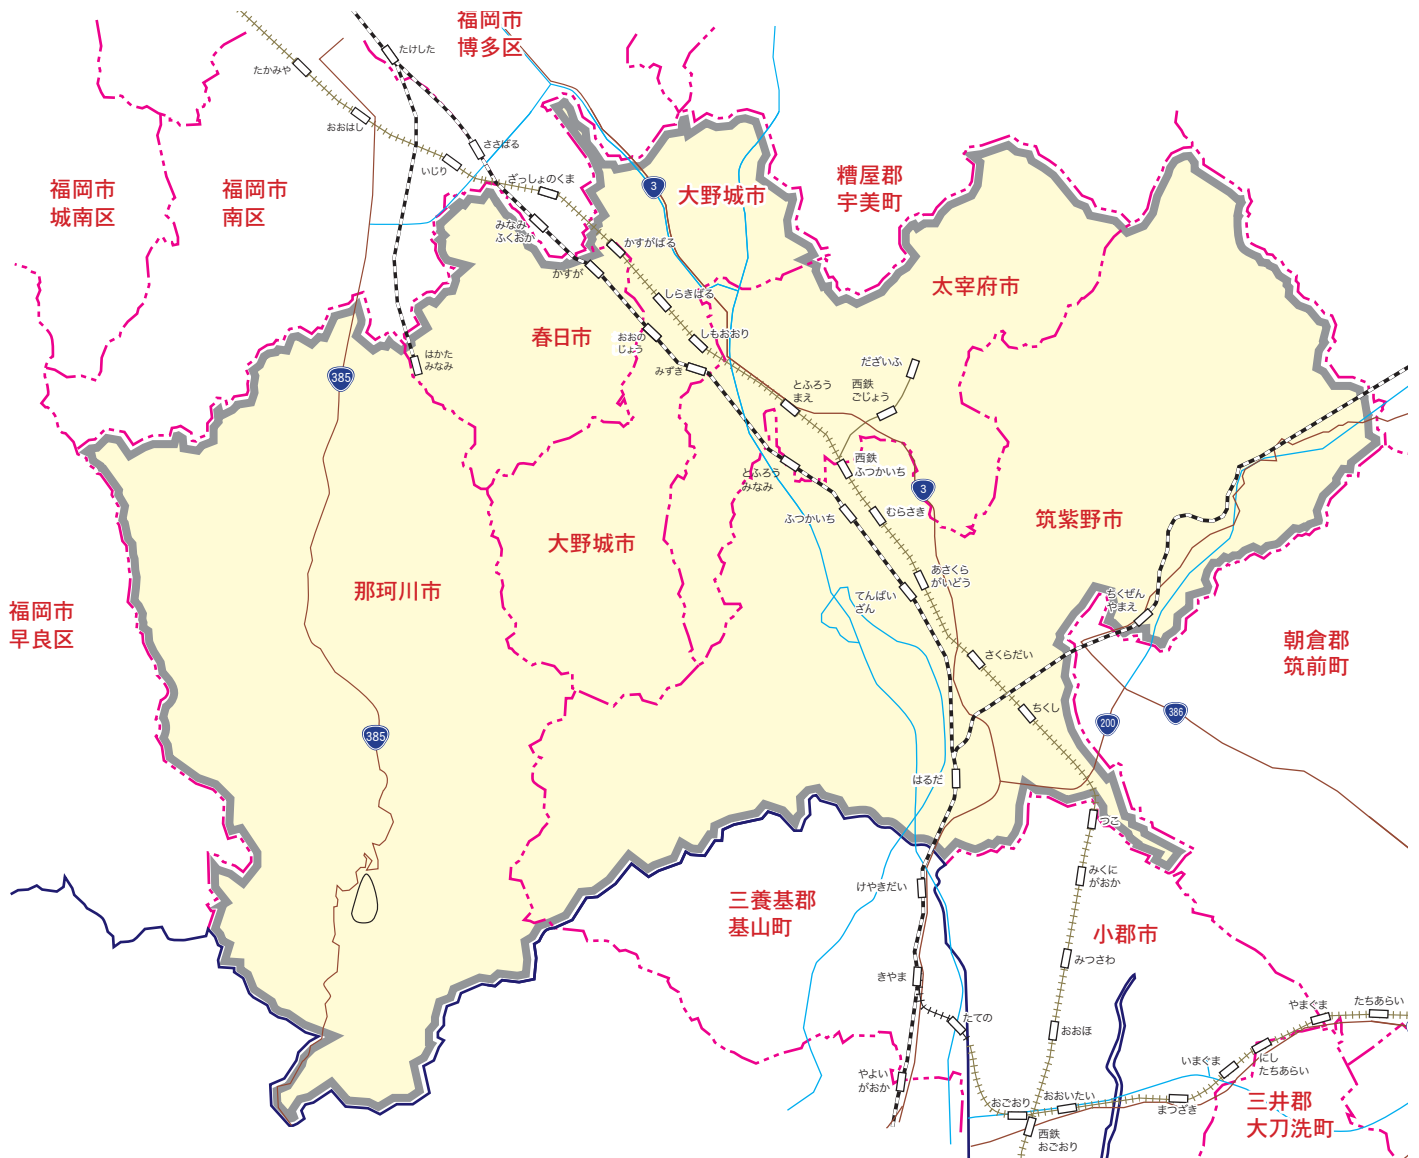 福岡市
博多区
たけした
たかみや
おおはし
ささばる
いじり
ざっしょのくま
3
大野城市
糟屋郡
宇美町
福岡市
城南区
福岡市
南区
みなみ
ふくおか
かすがばる
かすが
太宰府市
しらきばる
春日市
おおの
じょう
しもおおり
はかた
みなみ
みずき
だざいふ
385
とふろう
まえ
西鉄
ごじょう
西鉄
ふつかいち
とふろう
みなみ
3
ふつかいち
むらさき
筑紫野市
大野城市
那珂川市
あさくら
がいどう
てんぱい
ざん
ちくぜん
やまえ
福岡市
早良区
さくらだい
朝倉郡
筑前町
ちくし
200
386
385
はるだ
つこ
みくに
がおか
けやきだい
三養基郡
基山町
小郡市
みつさわ
きやま
たての
おおほ
やまぐま
たちあらい
いまぐま
にし
たちあらい
やよい
がおか
おごおり
おおいたい
まつざき
三井郡
大刀洗町
西鉄
おごおり